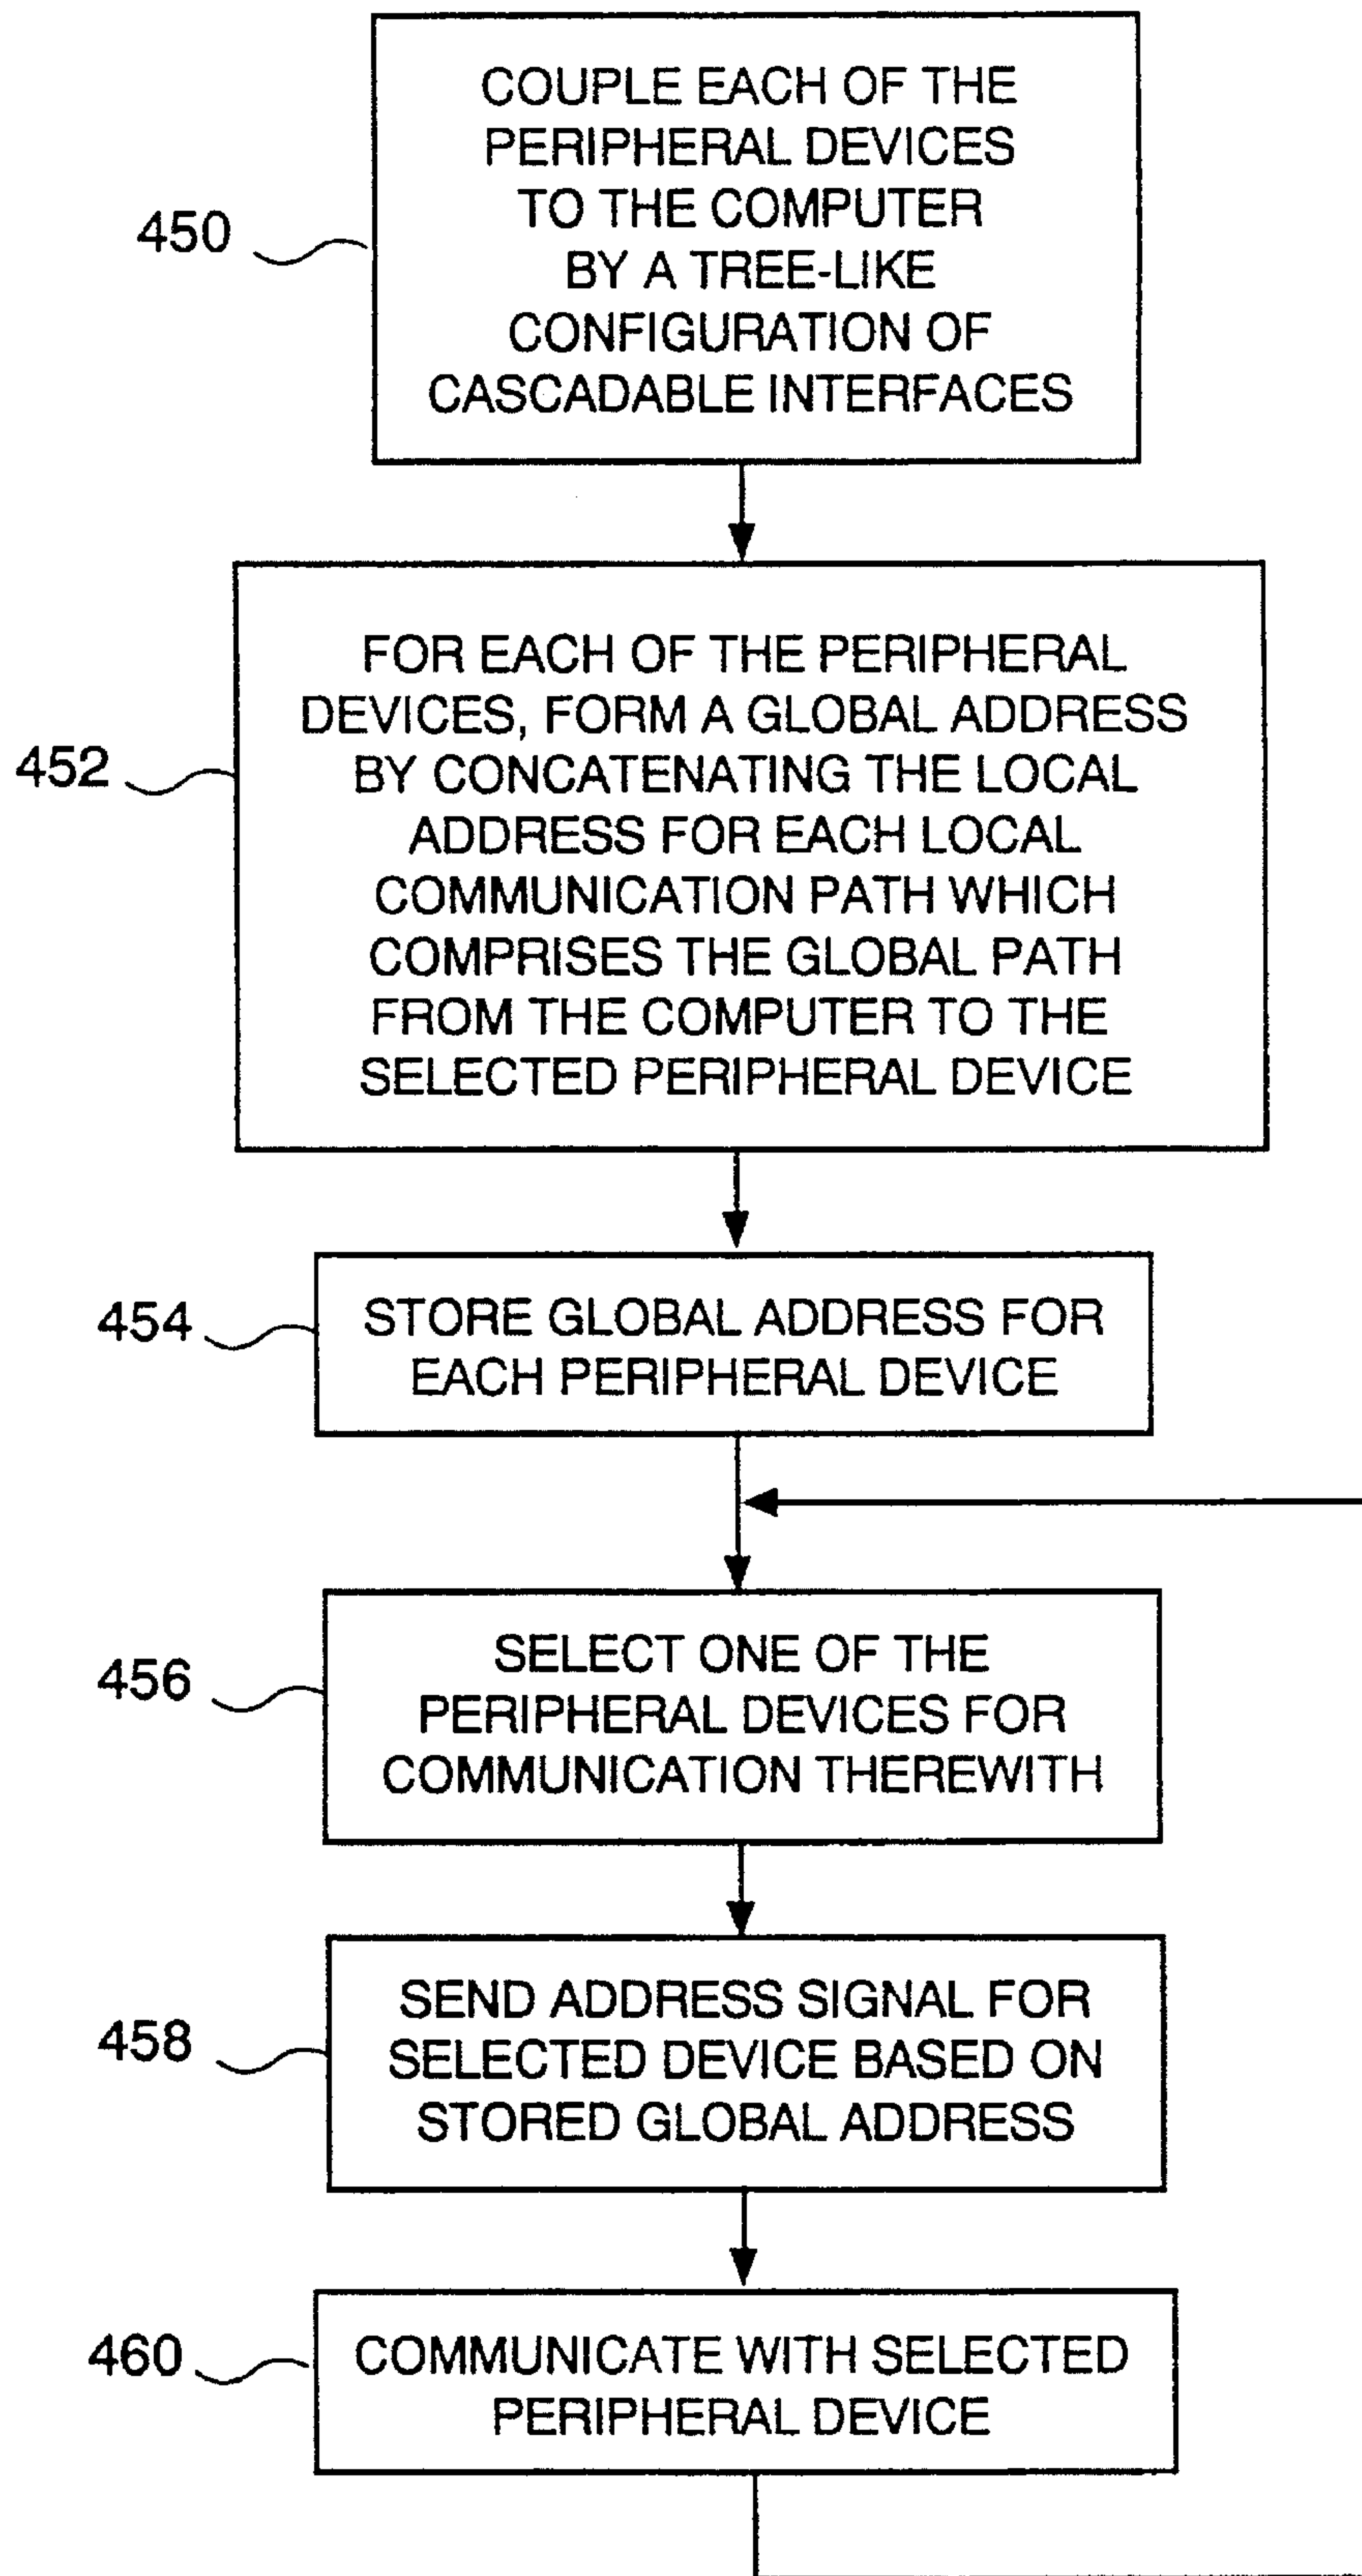 450
COUPLE EACH OF THE
PERIPHERAL DEVICES
TO THE COMPUTER
BY A TREE-LIKE
CONFIGURATION OF
CASCADABLE INTERFACES
452
FOR EACH OF THE PERIPHERAL
DEVICES, FORM A GLOBAL ADDRESS
BY CONCATENATING THE LOCAL
ADDRESS FOR EACH LOCAL
COMMUNICATION PATH WHICH
COMPRISES THE GLOBAL PATH
FROM THE COMPUTER TO THE
SELECTED PERIPHERAL DEVICE
454
STORE GLOBAL ADDRESS FOR
EACH PERIPHERAL DEVICE
456
SELECT ONE OF THE
PERIPHERAL DEVICES FOR
COMMUNICATION THEREWITH
458
SEND ADDRESS SIGNAL FOR
SELECTED DEVICE BASED ON
STORED GLOBAL ADDRESS
460
COMMUNICATE WITH SELECTED
PERIPHERAL DEVICE